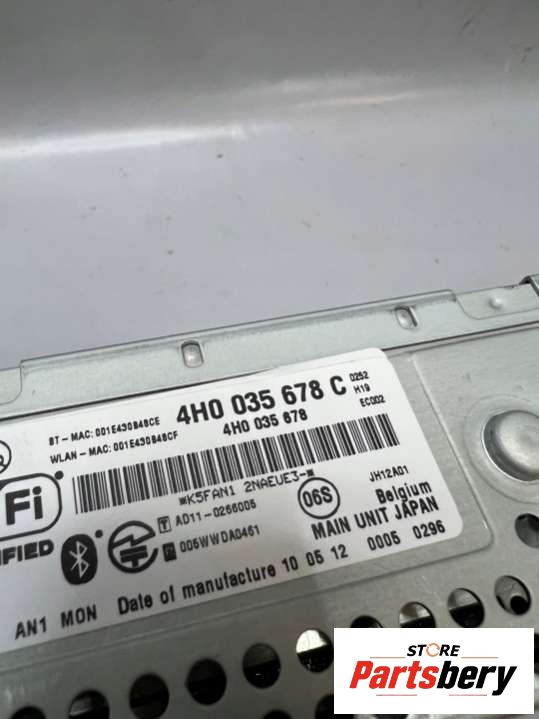 BT - MAC: 001E430B48CE
WLAN - MAC: 001E430B48CF
4H0 035 678 C
0252
H19
EC002
4H0 035 678
Fi
*K5FAN1 2NAEUE3-*
T AD11-0266005
R 005WWDA0461
06S
JH12A01
Belgium
MAIN UNIT JAPAN
0005 0296
AN1 MON Date of manufacture 10 05 12
STORE
Partsbery